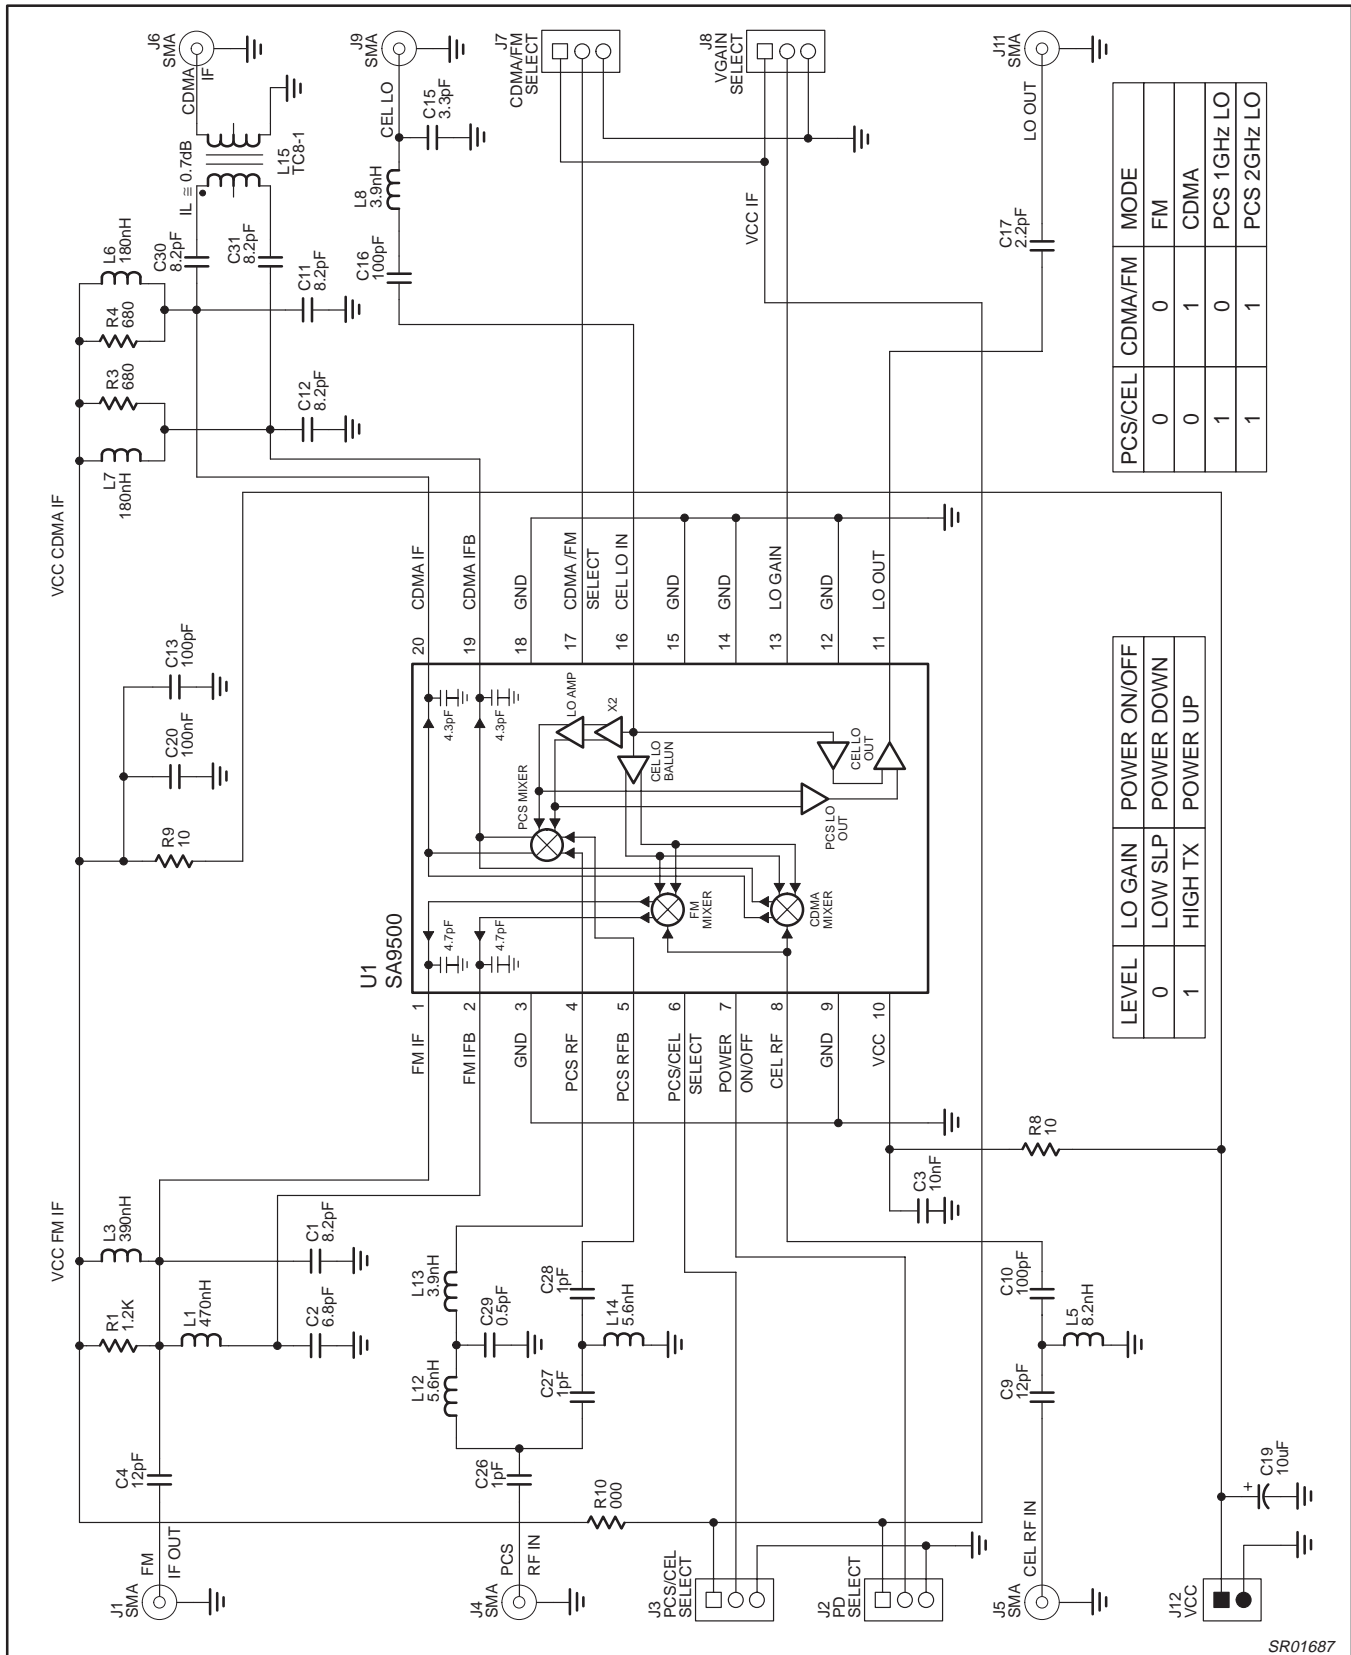 J6
SMA
CDMA
IF
IL ≅ 0.7dB
L15
TC8-1
J9
SMA
CEL LO
C15
3.3pF
L8
3.9nH
C16
100pF
J7
CDMA/FM
SELECT
J8
VGAIN
SELECT
VCC IF
J11
SMA
LO OUT
C17
2.2pF
L6
180nH
C30
8.2pF
C31
8.2pF
C11
8.2pF
R4
680
R3
680
C12
8.2pF
L7
180nH
VCC CDMA IF
C13
100pF
C20
100nF
R9
10
PCS/CEL CDMA/FM MODE
0 0 FM
0 1 CDMA
1 0 PCS 1GHz LO
1 1 PCS 2GHz LO
20 CDMA IF
19 CDMA IFB
18 GND
17 CDMA /FM
SELECT
16 CEL LO IN
15 GND
14 GND
13 LO GAIN
12 GND
11 LO OUT
U1
SA9500
4.3pF
4.3pF
LO AMP
X2
PCS MIXER
CEL LO
BALUN
CEL LO
OUT
PCS LO
OUT
FM
MIXER
CDMA
MIXER
4.7pF
4.7pF
FM IF 1
FM IFB 2
GND 3
PCS RF 4
PCS RFB 5
PCS/CEL 6
SELECT
POWER 7
ON/OFF
CEL RF 8
GND 9
VCC 10
LEVEL LO GAIN POWER ON/OFF
0 LOW SLP POWER DOWN
1 HIGH TX POWER UP
R8
10
C3
10nF
VCC FM IF
L3
390nH
C1
8.2pF
R1
1.2K
L1
470nH
C2
6.8pF
L13
3.9nH
C29
0.5pF
L12
5.6nH
C28
1pF
L14
5.6nH
C27
1pF
C10
100pF
L5
8.2nH
C9
12pF
C4
12pF
C26
1pF
R10
000
C19
10uF
+
J1
SMA
FM
IF OUT
J4
SMA
PCS
RF IN
J3
PCS/CEL
SELECT
J2
PD
SELECT
J5
SMA
CEL RF IN
J12
VCC
SR01687